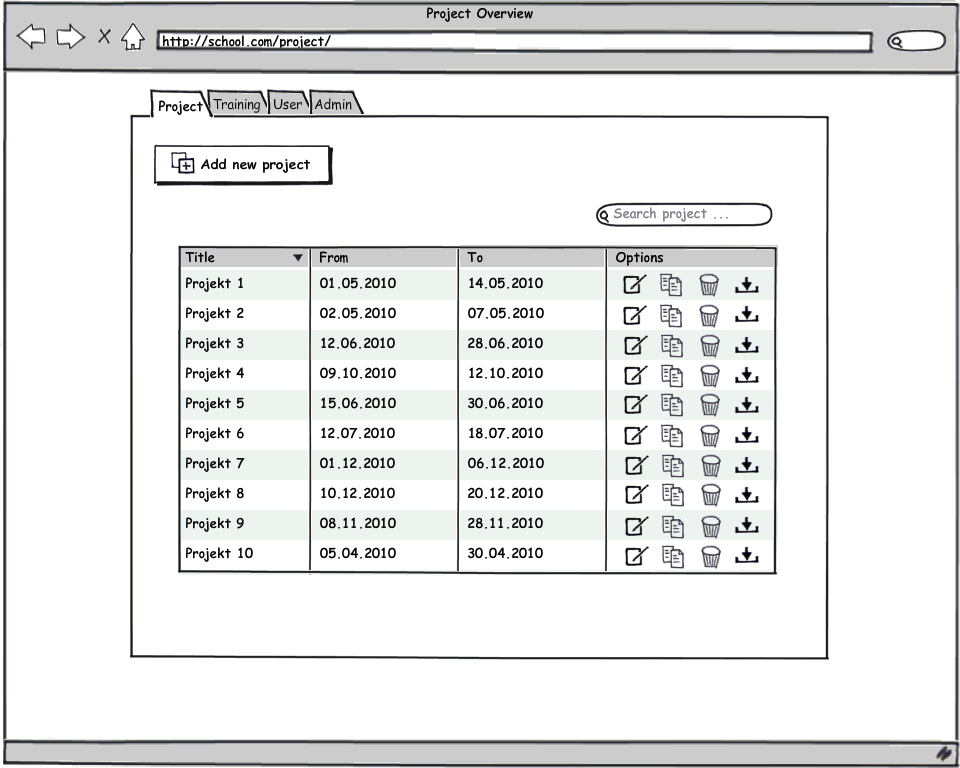 Project Overview
http://school.com/project/
Project Training User Admin
Add new project
Search project ...
Title From To Options
Projekt 1 01.05.2010 14.05.2010
Projekt 2 02.05.2010 07.05.2010
Projekt 3 12.06.2010 28.06.2010
Projekt 4 09.10.2010 12.10.2010
Projekt 5 15.06.2010 30.06.2010
Projekt 6 12.07.2010 18.07.2010
Projekt 7 01.12.2010 06.12.2010
Projekt 8 10.12.2010 20.12.2010
Projekt 9 08.11.2010 28.11.2010
Projekt 10 05.04.2010 30.04.2010